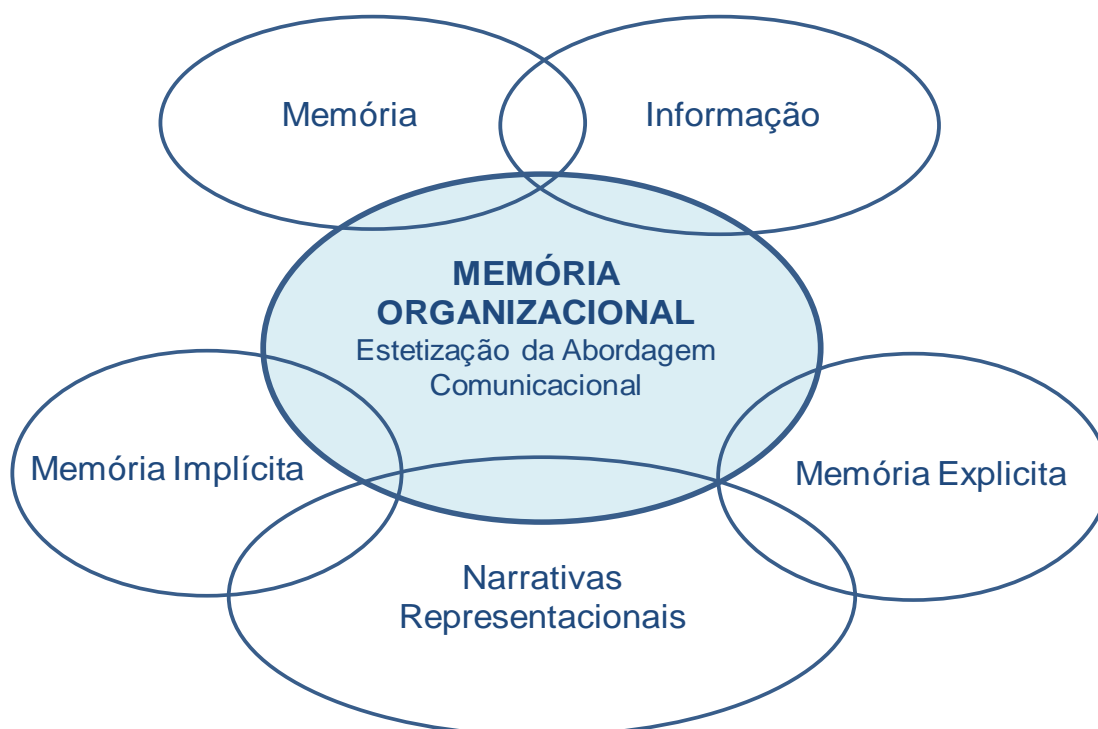 Memória
Informação
MEMÓRIA
ORGANIZACIONAL
Estetização da Abordagem
Comunicacional
Memória Implícita
Memória Explicita
Narrativas
Representacionais